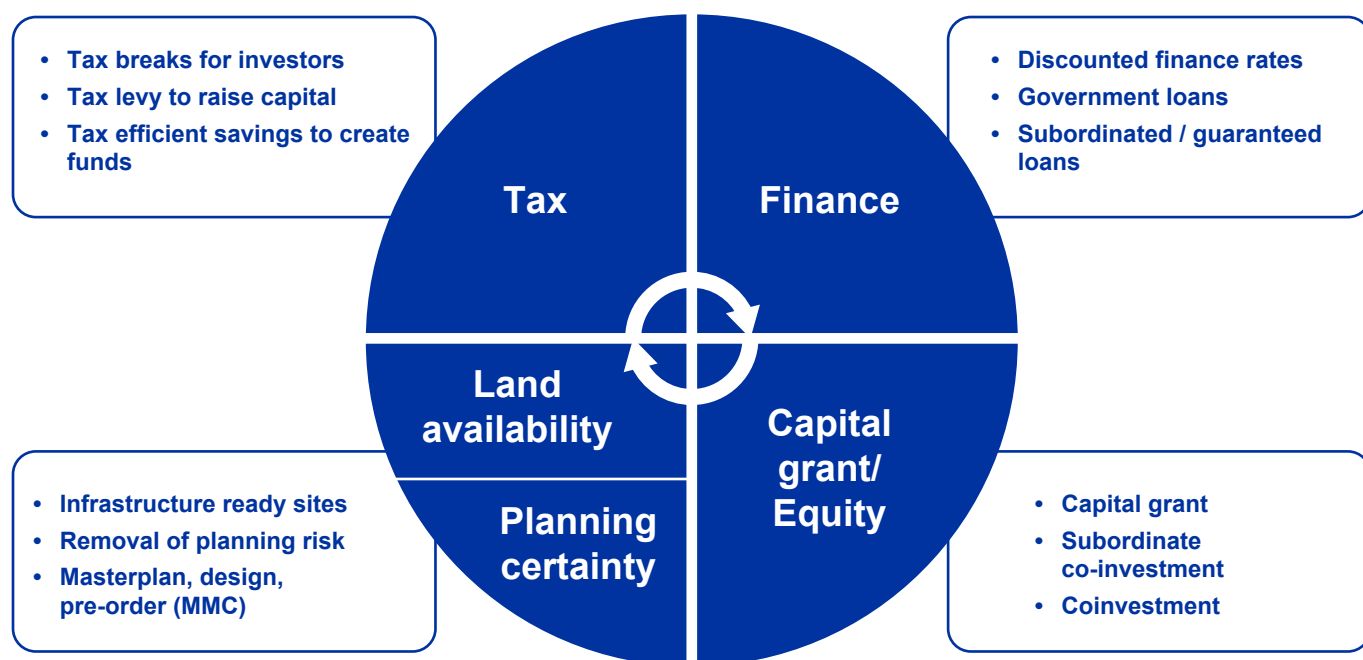 • Tax breaks for investors
• Tax levy to raise capital
• Tax efficient savings to create
funds
• Discounted finance rates
• Government loans
• Subordinated / guaranteed
loans
Tax
Finance
Land
availability
Planning
certainty
Capital
grant/
Equity
• Infrastructure ready sites
• Removal of planning risk
• Masterplan, design,
pre-order (MMC)
• Capital grant
• Subordinate
co-investment
• Coinvestment